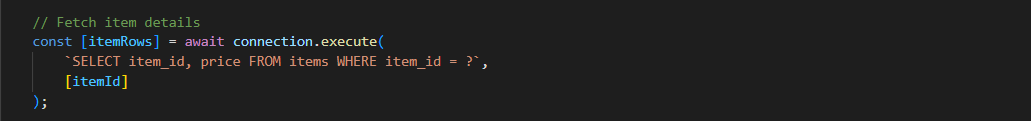 // Fetch item details
const [itemRows] = await connection.execute(
    `SELECT item_id, price FROM items WHERE item_id = ?`,
    [itemId]
);